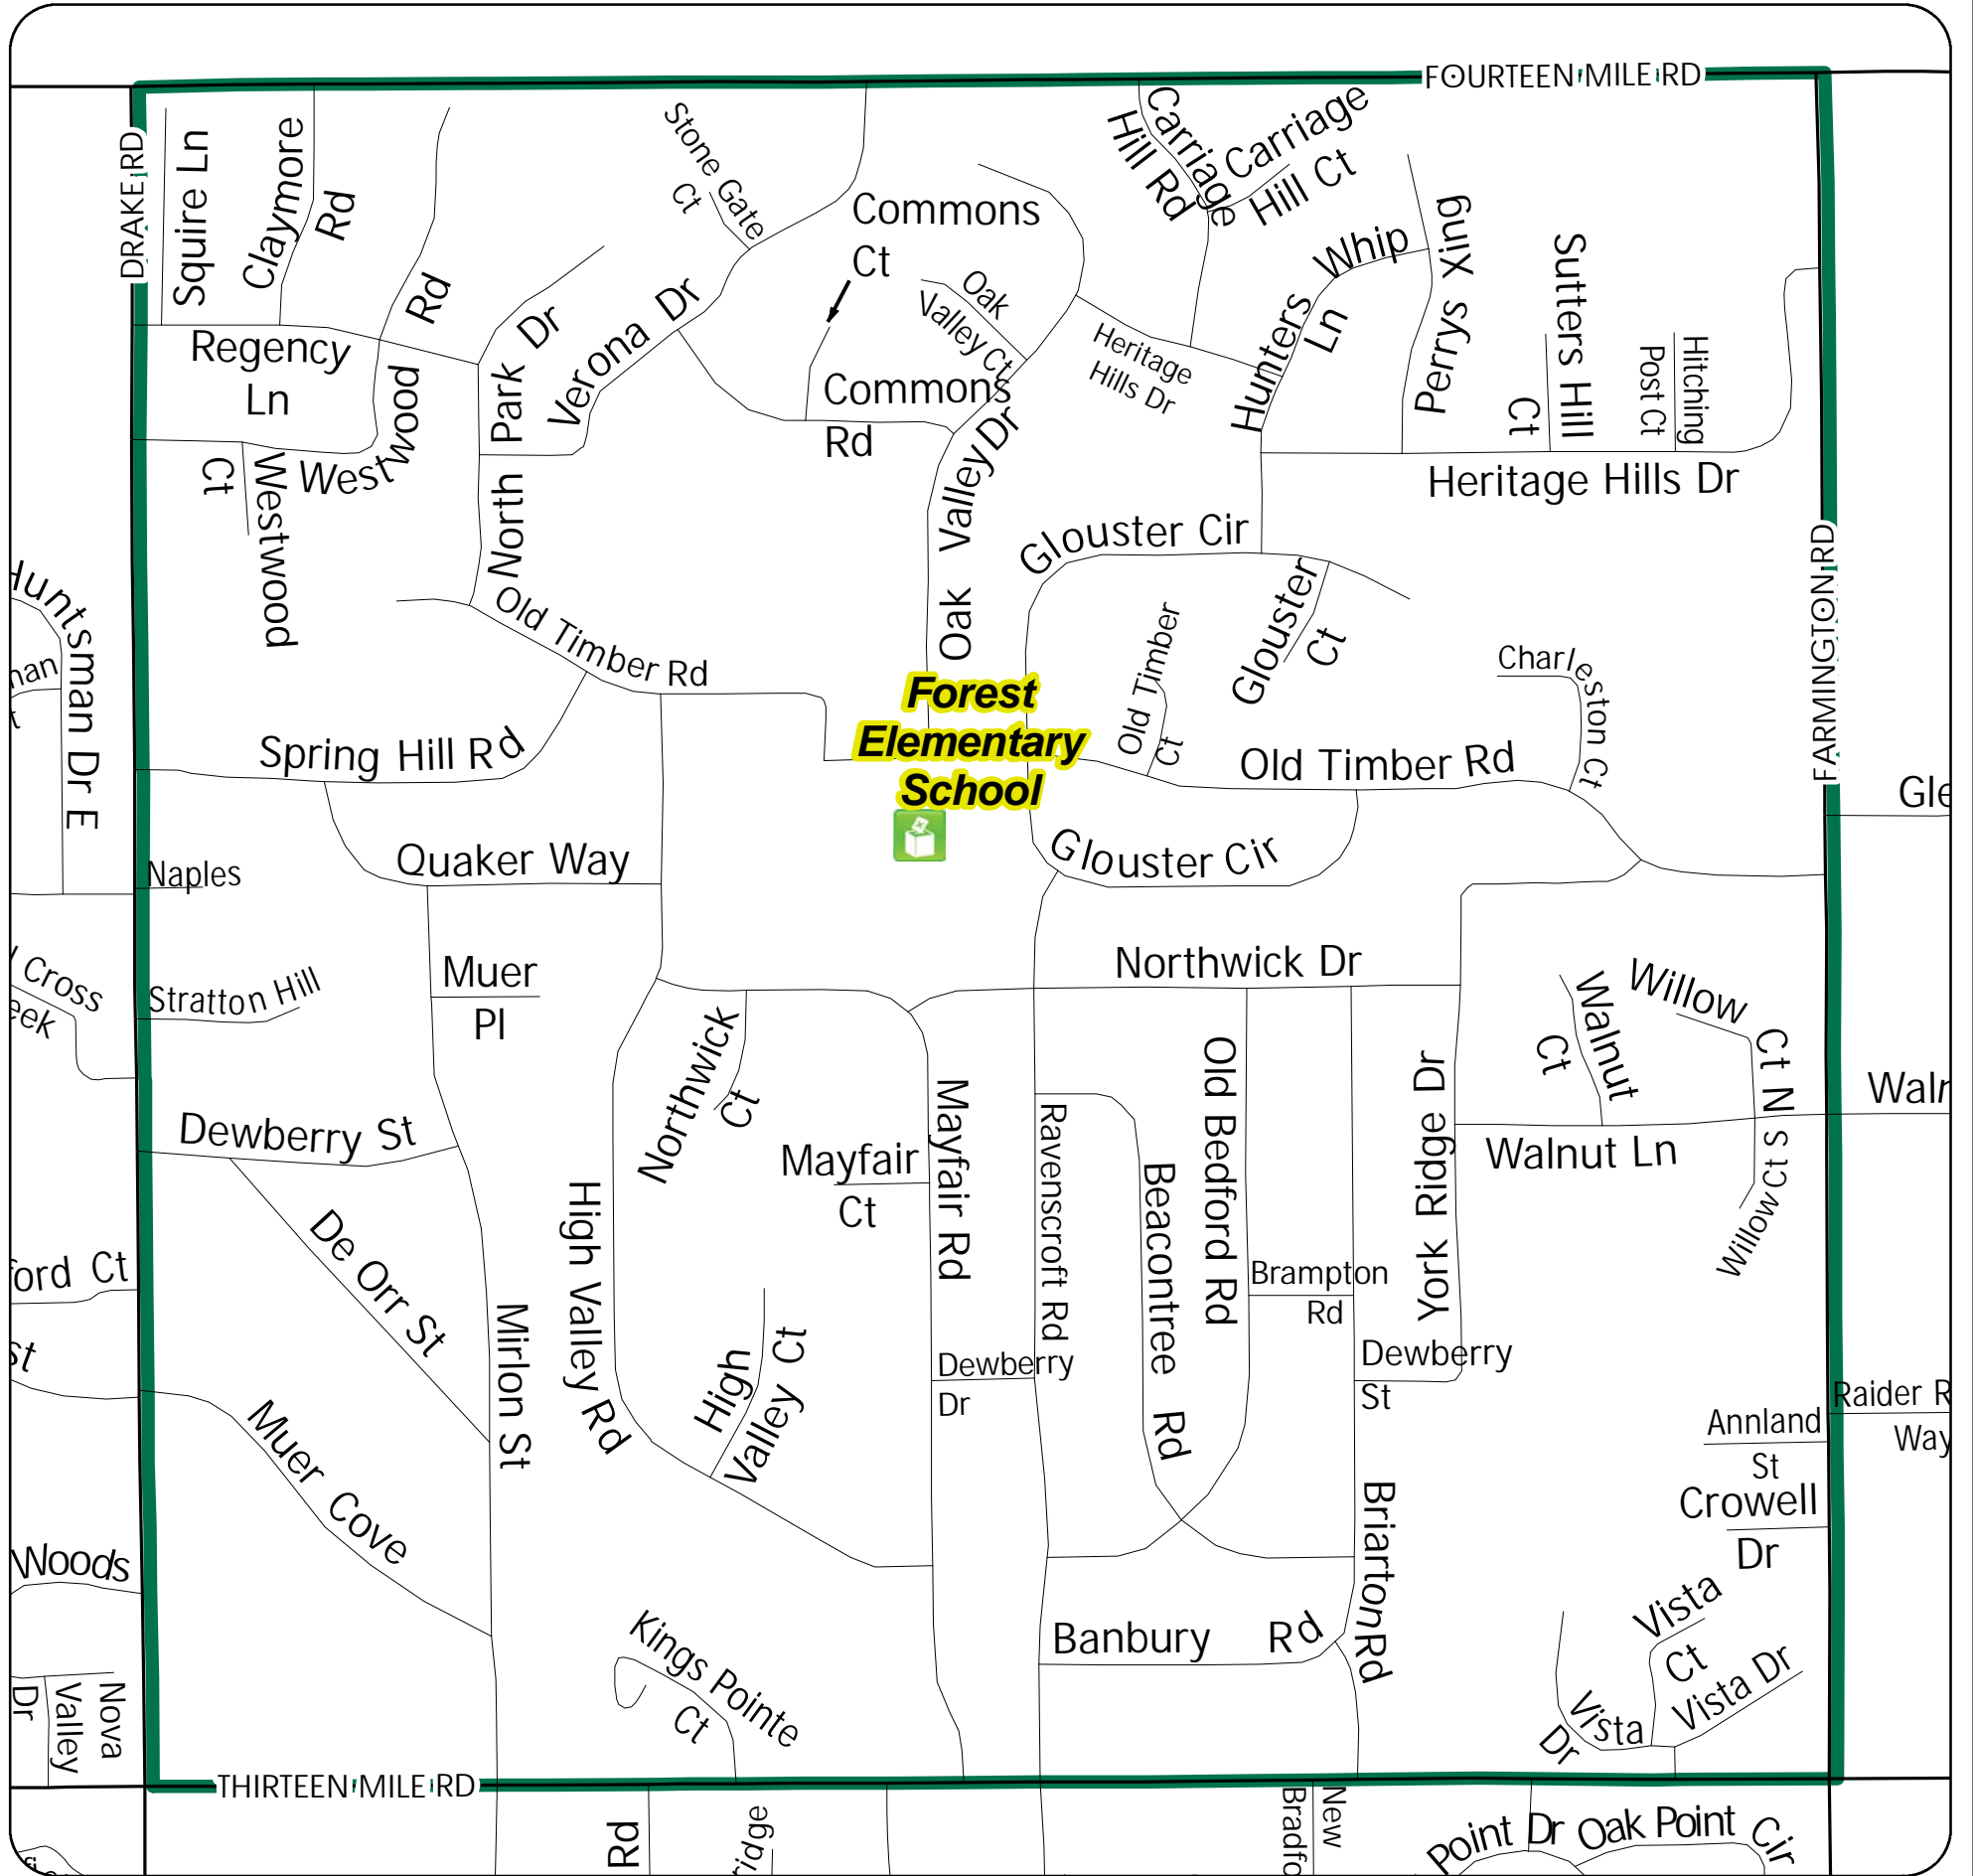 FOURTEEN MILE RD
DRAKE RD
Squire Ln
Claymore
Rd
Stone Gate
Ct
Carriage
Hill Rd
Carriage
Hill Ct
Commons
Ct
Whip
Hunters
Ln
Perrys Xing
Sutters Hill
Ct
Hitching
Post Ct
Rd
Regency
Ln
Park Dr
North
Verona Dr
Oak
Valley Ct
Heritage
Hills Dr
Commons
Rd
Westwood
Westwood
Ct
Oak Valley Dr
Heritage Hills Dr
Glouster Cir
Glouster
Ct
FARMINGTON RD
Huntsman Dr E
Old Timber Rd
Old Timber
Ct
Charleston Ct
Forest
Elementary
School
Spring Hill Rd
Old Timber Rd
Quaker Way
Glouster Cir
Naples
Cross
Stratton Hill
Muer
Pl
Northwick Dr
Northwick
Ct
Walnut
Ct
Willow
Ct N
Dewberry St
Mayfair
Ct
Mayfair Rd
Ravenscroft Rd
Beacontree
Rd
Old Bedford Rd
York Ridge Dr
Walnut Ln
Willow Ct S
De Orr St
Mirlon St
High Valley Rd
High
Valley Ct
Brampton
Rd
Dewberry
Dr
Dewberry
St
Ct
Muer Cove
Annland
St
Raider R
Way
Crowell
Dr
Woods
Briarton Rd
Banbury Rd
Kings Pointe
Ct
Vista
Ct
Vista Dr
Vista
Dr
Nova
Valley
Dr
THIRTEEN MILE RD
Rd
New
Point Dr
Oak Point Cir